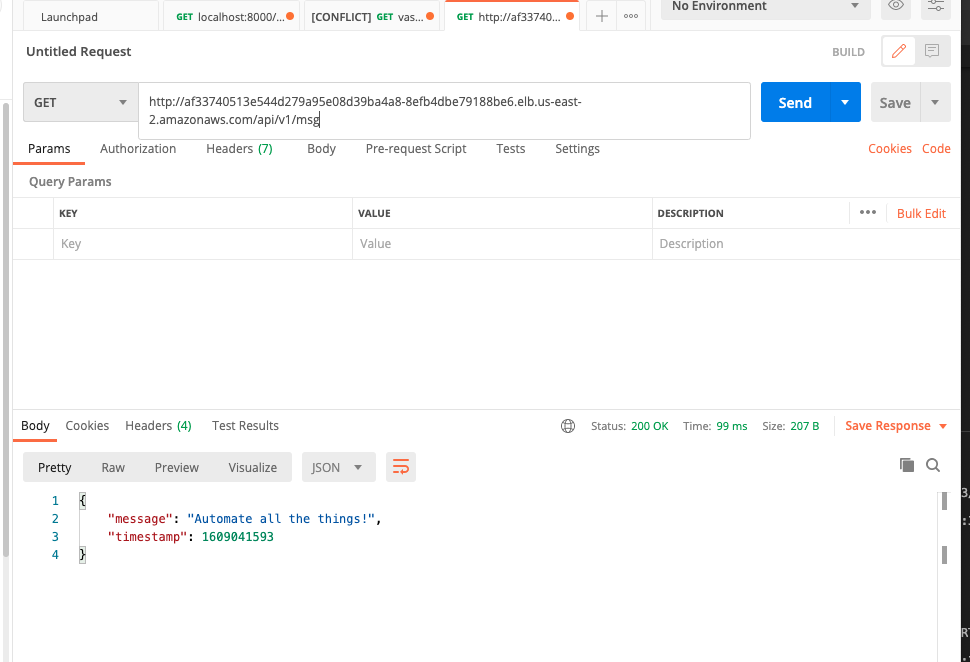 Launchpad GET localhost:8000/... [CONFLICT] GET vas... GET http://af33740... No Environment
Untitled Request BUILD
GET http://af33740513e544d279a95e08d39ba4a8-8efb4dbe79188be6.elb.us-east-
2.amazonaws.com/api/v1/msg Send Save
Params Authorization Headers (7) Body Pre-request Script Tests Settings Cookies Code
Query Params
KEY VALUE DESCRIPTION Bulk Edit
Key Value Description
Body Cookies Headers (4) Test Results Status: 200 OK Time: 99 ms Size: 207 B Save Response
Pretty Raw Preview Visualize JSON
1 {
2 "message": "Automate all the things!",
3 "timestamp": 1609041593
4 }